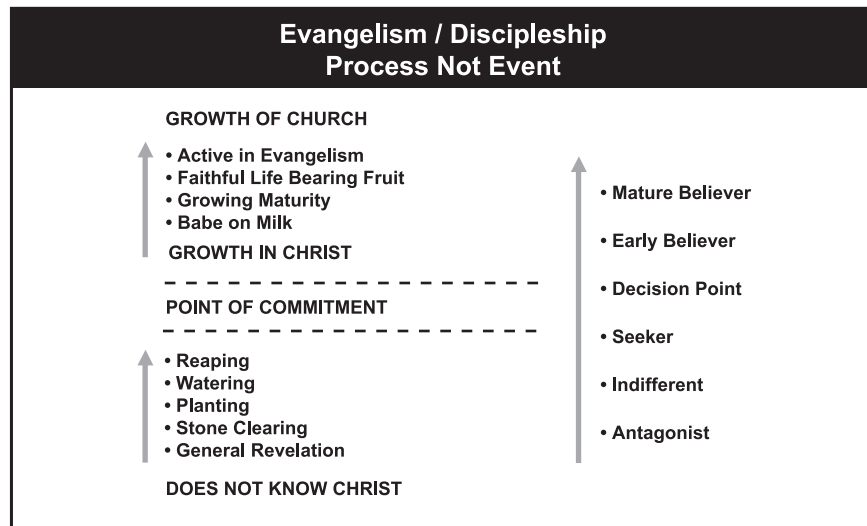 Evangelism / Discipleship
Process Not Event
GROWTH OF CHURCH
• Active in Evangelism
• Faithful Life Bearing Fruit
• Growing Maturity
• Babe on Milk
GROWTH IN CHRIST
POINT OF COMMITMENT
• Reaping
• Watering
• Planting
• Stone Clearing
• General Revelation
DOES NOT KNOW CHRIST
• Mature Believer
• Early Believer
• Decision Point
• Seeker
• Indifferent
• Antagonist